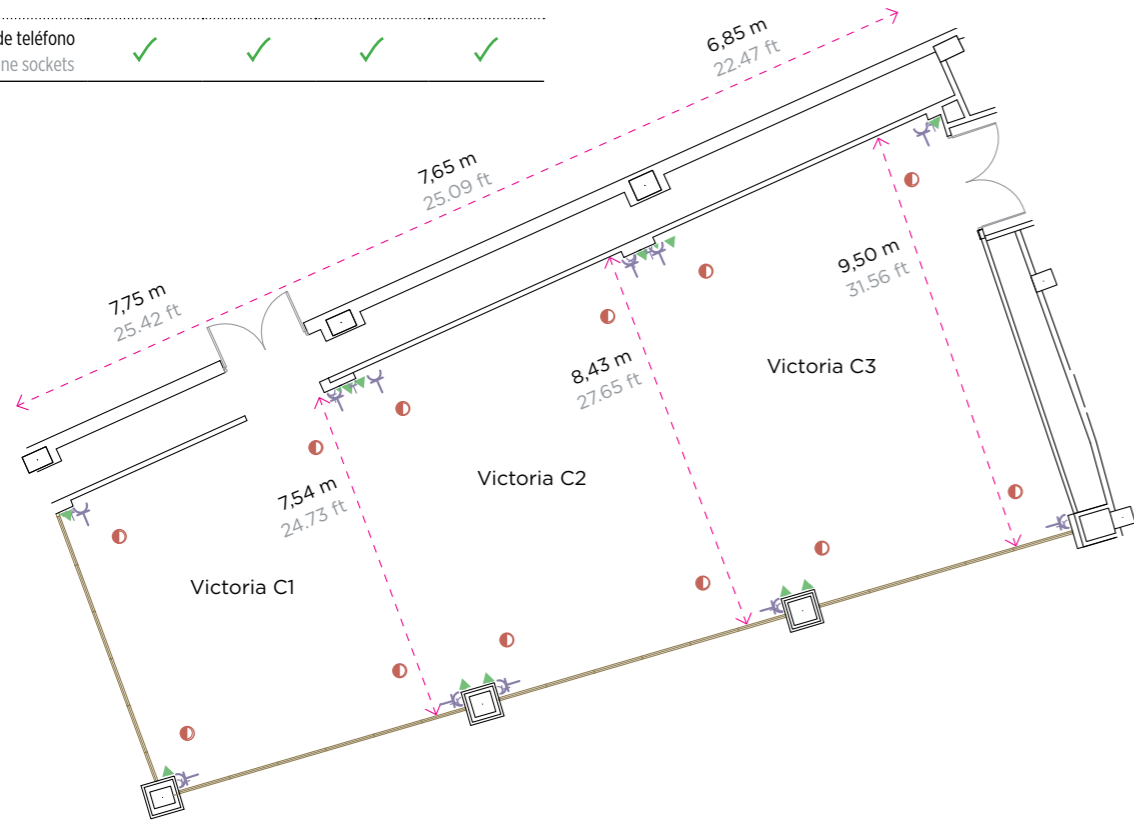 de teléfono
ne sockets
6,85 m
22.47 ft
7,65 m
25.09 ft
7,75 m
25.42 ft
9,50 m
31.56 ft
Victoria C3
8,43 m
27.65 ft
Victoria C2
7,54 m
24.73 ft
Victoria C1